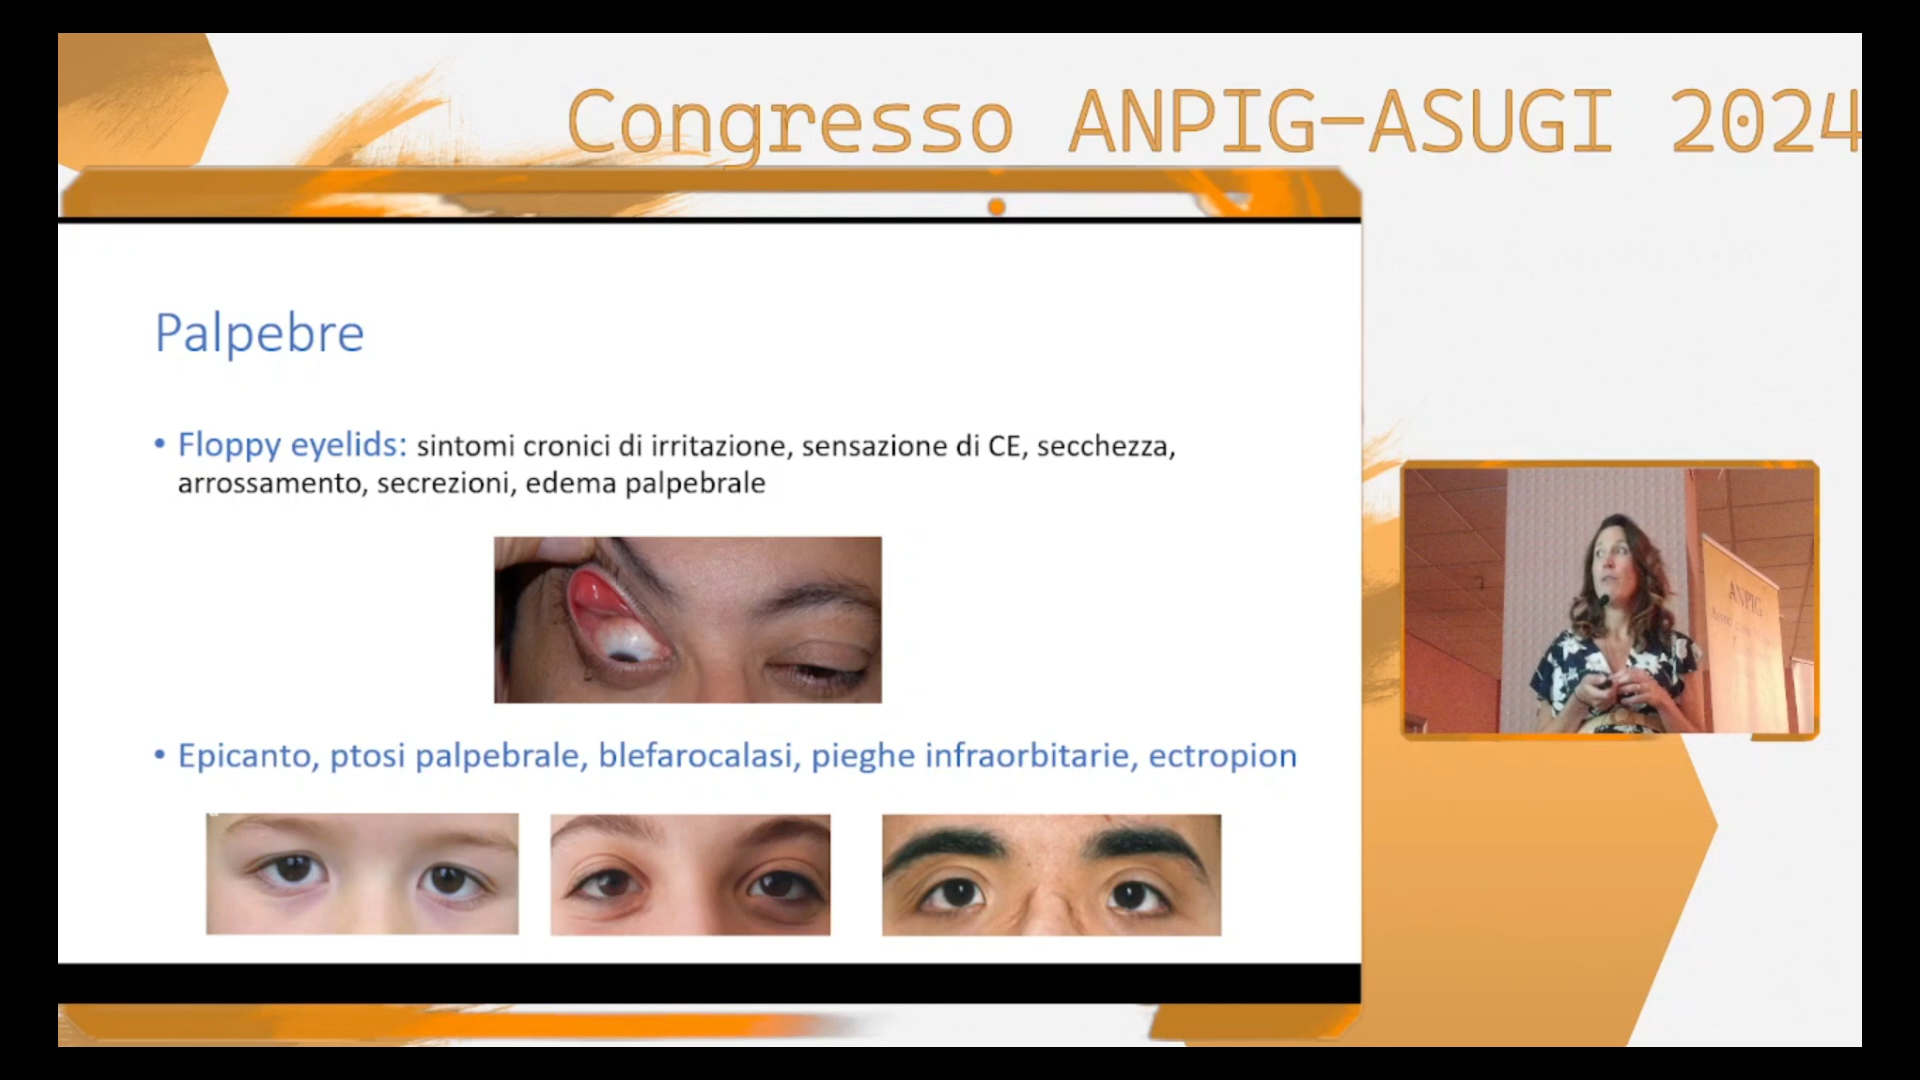 Congresso ANPIG-ASUGI 2024
Palpebre
• Floppy eyelids: sintomi cronici di irritazione, sensazione di CE, secchezza,
arrossamento, secrezioni, edema palpebrale
• Epicanto, ptosi palpebrale, blefarocalasi, pieghe infraorbitarie, ectropion
ANPIG